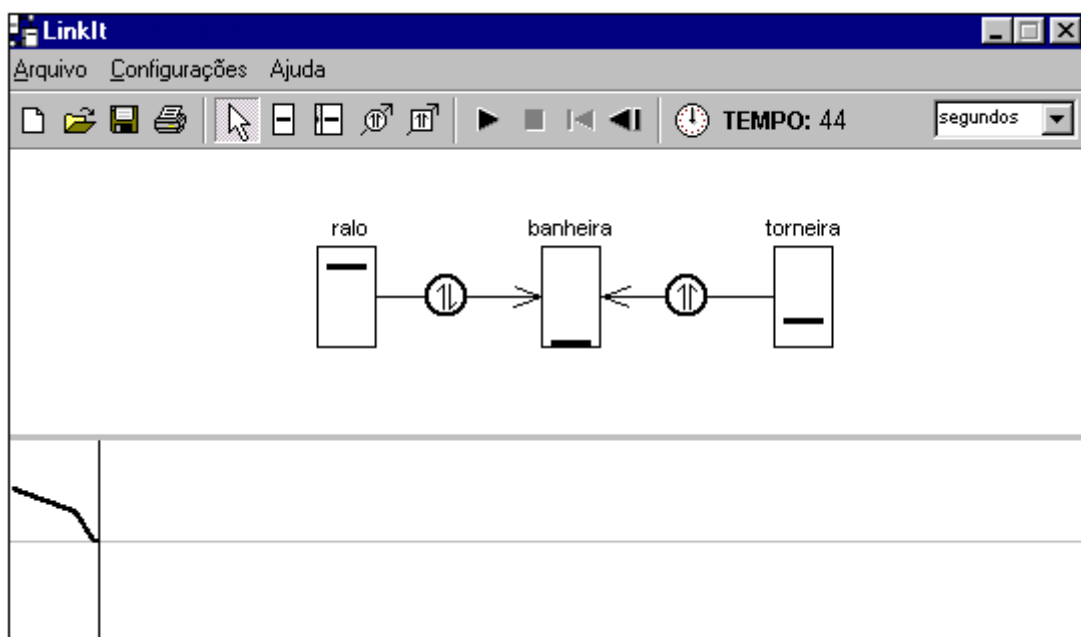 LinkIt
Arquivo Configurações Ajuda
TEMPO: 44 segundos
ralo banheira torneira